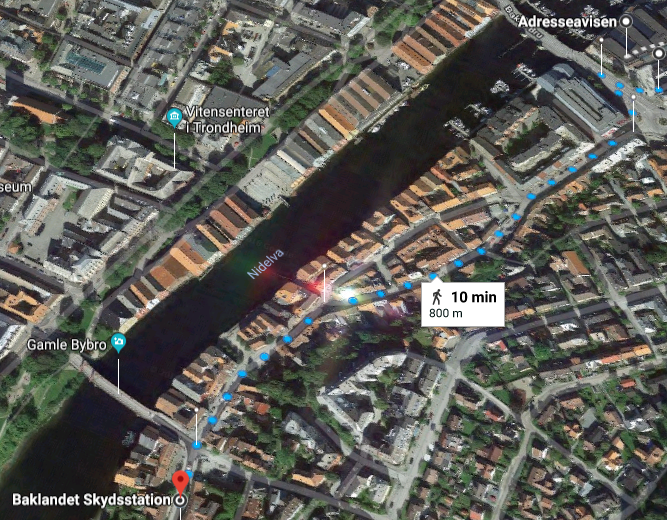 Adresseavisen
Vitensenteret
i Trondheim
seum
Nidelva
10 min
800 m
Gamle Bybro
Baklandet Skydsstation